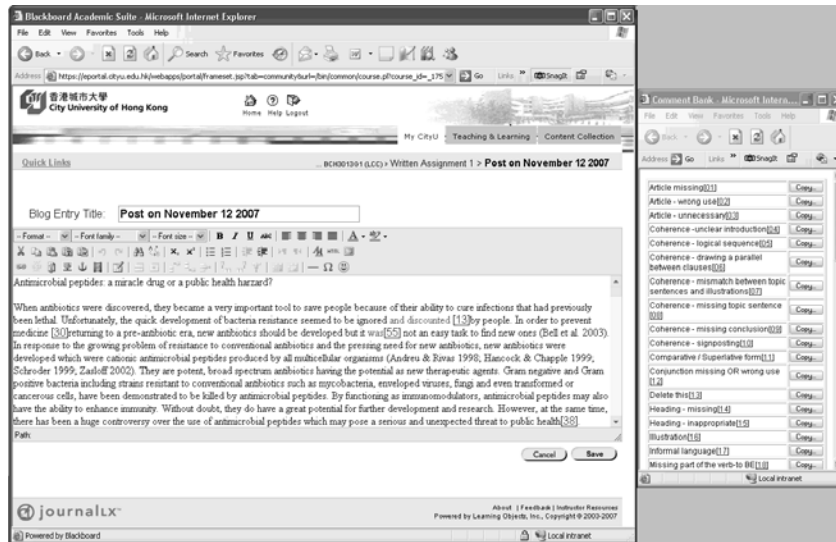 Blackboard Academic Suite - Microsoft Internet Explorer
File Edit View Favorites Tools Help
Back Search Favorites
Address https://eportal.cityu.edu.hk/webapps/portal/frameset.jsp?tab=community&url=/bin/common/course.pl?course_id=_175 Go Links SnagIt
香港城市大學
City University of Hong Kong
Home Help Logout
My CityU Teaching & Learning Content Collection
Quick Links
... BCH3013G1 (LCC) > Written Assignment 1 > Post on November 12 2007
Blog Entry Title: Post on November 12 2007
-- Format -- -- Font family -- -- Font size -- B I U ABC
Antimicrobial peptides: a miracle drug or a public health harzard?
When antibiotics were discovered, they became a very important tool to save people because of their ability to cure infections that had previously
been lethal. Unfortunately, the quick development of bactera resistance seemed to be ignored and discounted [13]by people. In order to prevent
medicine [30]returning to a pre-antibiotic era, new antibiotics should be developed but it was[55] not an easy task to find new ones (Bell et al. 2003).
In response to the growing problem of resistance to conventional antibiotics and the pressing need for new antibiotics, new antibiotics were
developed which were cationic antimicrobial peptides produced by all multicellular organisms (Andreu & Rivas 1998; Hancock & Chapple 1999;
Schroder 1999; Zasloff 2002). They are potent, broad spectrum antibiotics having the potential as new therapeutic agents. Gram negative and Gram
positive bacteria including strains resistant to conventional antibiotics such as mycobacteria, enveloped viruses, fungi and even transformed or
cancerous cells, have been demonstrated to be killed by antimicrobial peptides. By functioning as immunomodulators, antimicrobial peptides may also
have the ability to enhance immunity. Without doubt, they do have a great potential for further development and research. However, at the same time,
there has been a huge controversy over the use of antimicrobial peptides which may pose a serious and unexpected threat to public health[38].
Path:
Cancel Save
journalLX™
About | Feedback | Instructor Resources
Powered by Learning Objects, Inc., Copyright © 2003-2007
Powered by Blackboard Local intranet
Comment Bank - Microsoft Intern...
File Edit View Favorites Tools Help
Back
Address Go Links SnagIt
Article missing[01] Copy..
Article - wrong use[02] Copy..
Article - unnecessary[03] Copy..
Coherence -unclear introduction[04] Copy..
Coherence - logical sequence[05] Copy..
Coherence - drawing a parallel
between clauses[06] Copy..
Coherence - mismatch between topic
sentences and illustrations[07] Copy..
Coherence - missing topic sentence
[08] Copy..
Coherence - missing conclusion[09] Copy..
Coherence - signposting[10] Copy..
Comparative / Superlative form[11] Copy..
Conjunction missing OR wrong use
[12] Copy..
Delete this[13] Copy..
Heading - missing[14] Copy..
Heading - inappropriate[15] Copy..
Illustration[16] Copy..
Informal language[17] Copy..
Missing part of the verb-to BE[18] Copy..
Local intranet